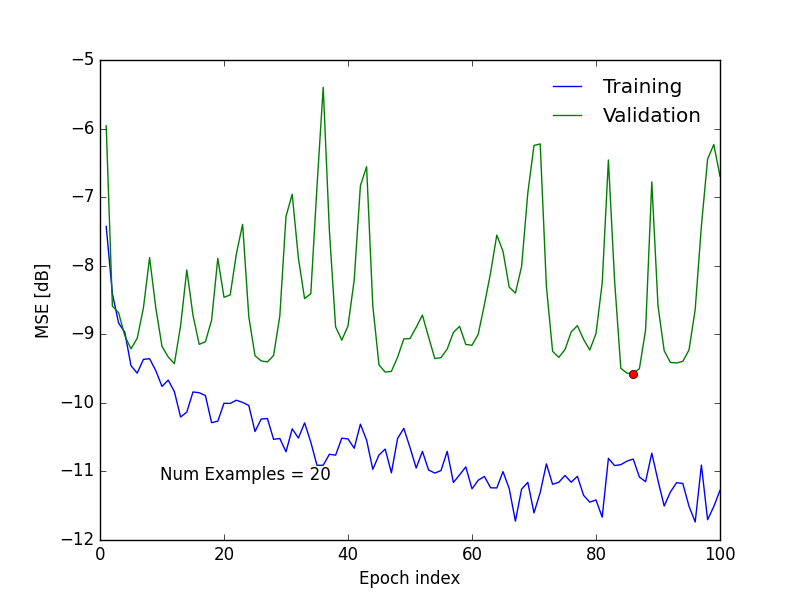 −5
−6
−7
−8
−9
−10
−11
−12
MSE [dB]
Training
Validation
Num Examples = 20
0 20 40 60 80 100
Epoch index